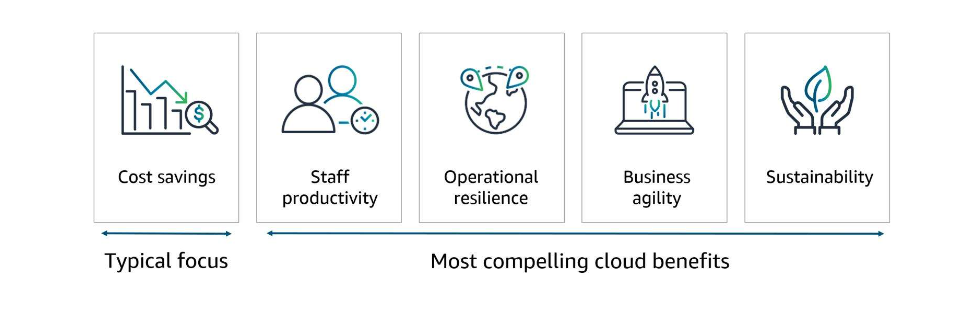 $
Cost savings
Staff
productivity
Operational
resilience
Business
agility
Sustainability
Typical focus
Most compelling cloud benefits